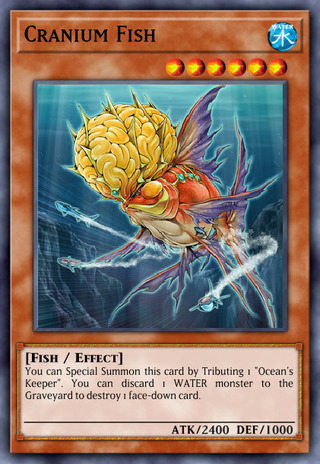 Cranium Fish
WATER
水
[Fish / Effect]
You can Special Summon this card by Tributing 1 "Ocean's
Keeper". You can discard 1 WATER monster to the
Graveyard to destroy 1 face-down card.
ATK/2400 DEF/1000